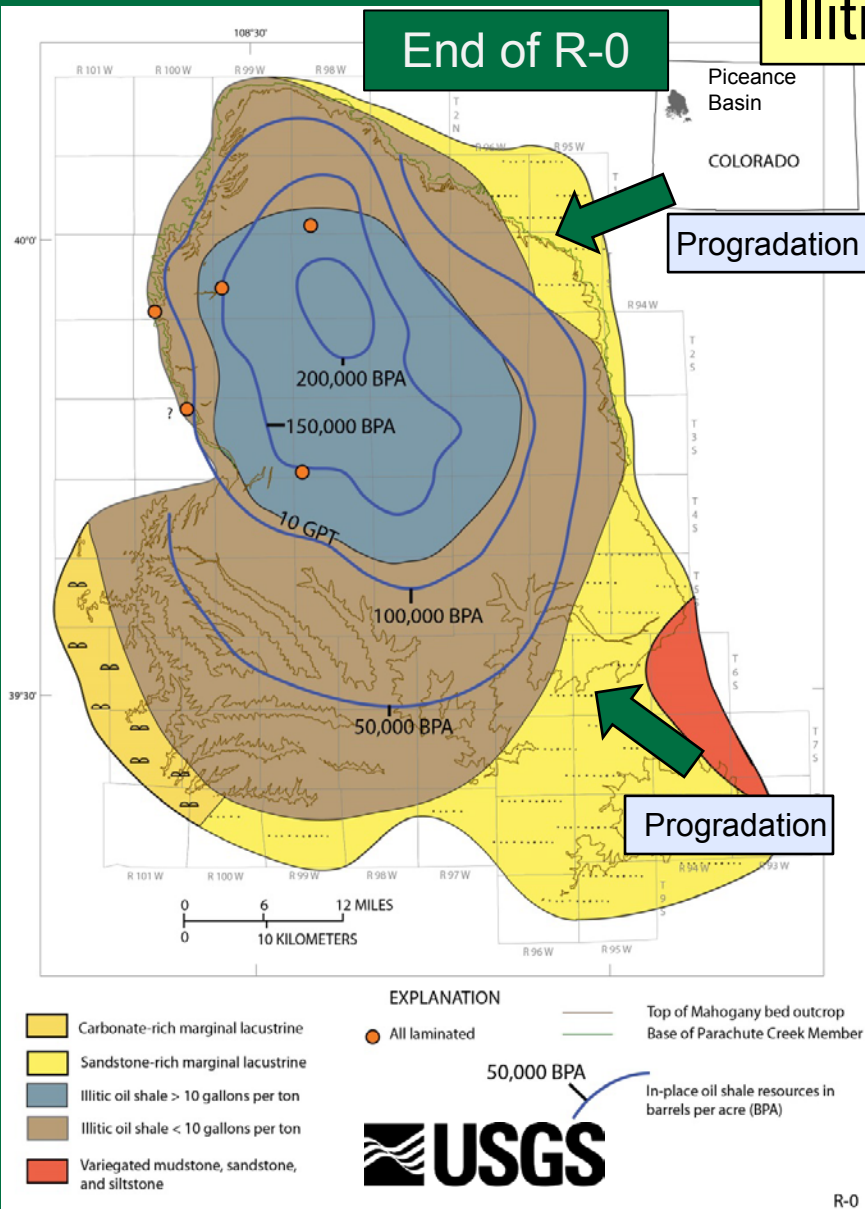 End of R-0
Illiti
108°30'
R 101 W
R 100 W
R 99 W
R 98 W
T 2 N
R 96 W
R 95 W
T 1
Piceance
Basin
COLORADO
Progradation
40°0'
R 94 W
T 2 S
200,000 BPA
?
150,000 BPA
T 3 S
10 GPT
T 4 S
100,000 BPA
T 5 S
T 6 S
39°30'
50,000 BPA
T 7 S
Progradation
R 101 W
R 100 W
R 99 W
R 98 W
R 97 W
R 94 W
R 93 W
T 9 S
0 6 12 MILES
0 10 KILOMETERS
R 96 W
R 95 W
EXPLANATION
Carbonate-rich marginal lacustrine
Sandstone-rich marginal lacustrine
Illitic oil shale > 10 gallons per ton
Illitic oil shale < 10 gallons per ton
Variegated mudstone, sandstone,
and siltstone
All laminated
Top of Mahogany bed outcrop
Base of Parachute Creek Member
50,000 BPA
In-place oil shale resources in
barrels per acre (BPA)
USGS
R-0